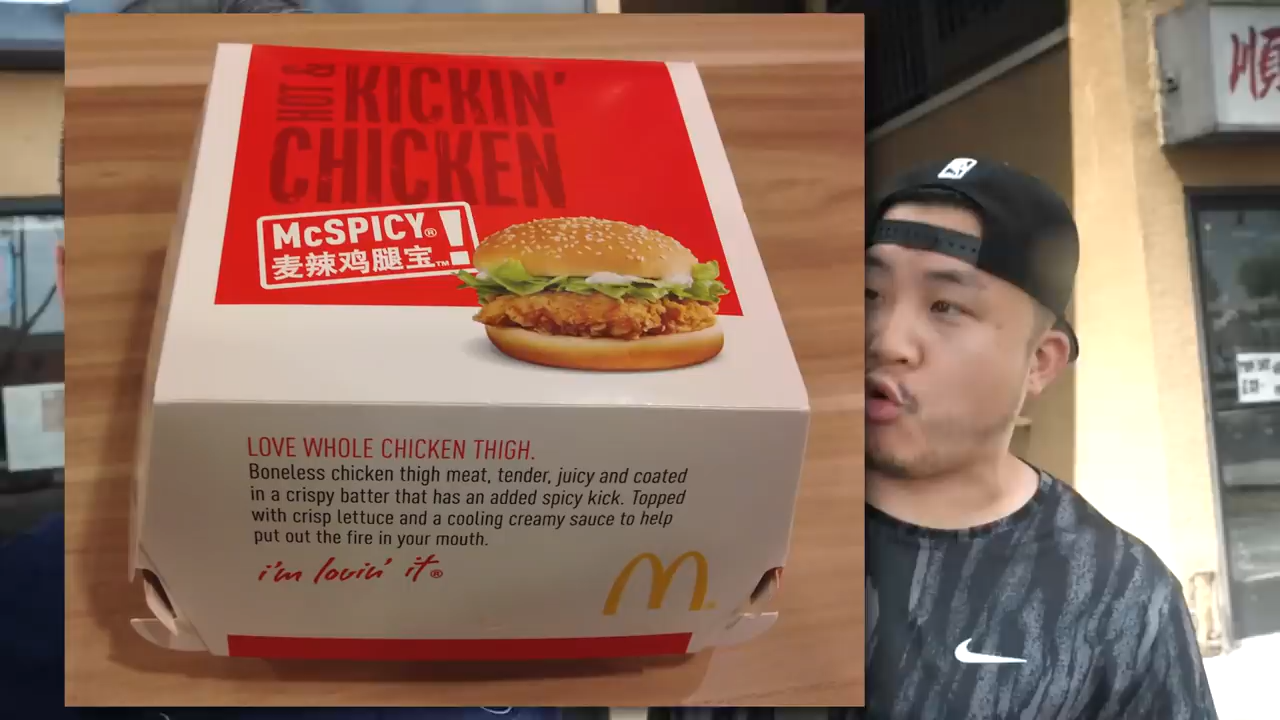 HOT & KICKIN'
CHICKEN
McSPICY®!
麦辣鸡腿宝™
LOVE WHOLE CHICKEN THIGH.
Boneless chicken thigh meat, tender, juicy and coated
in a crispy batter that has an added spicy kick. Topped
with crisp lettuce and a cooling creamy sauce to help
put out the fire in your mouth.
i'm lovin' it®
順